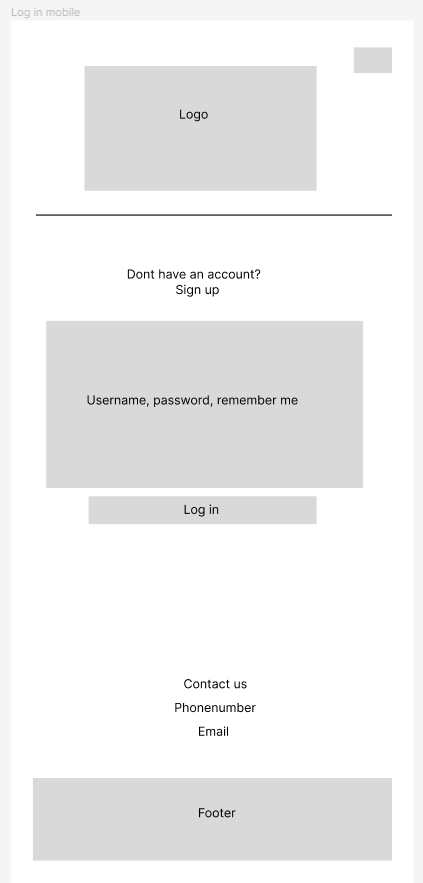 Log in mobile
Logo
Dont have an account?
Sign up
Username, password, remember me
Log in
Contact us
Phonenumber
Email
Footer